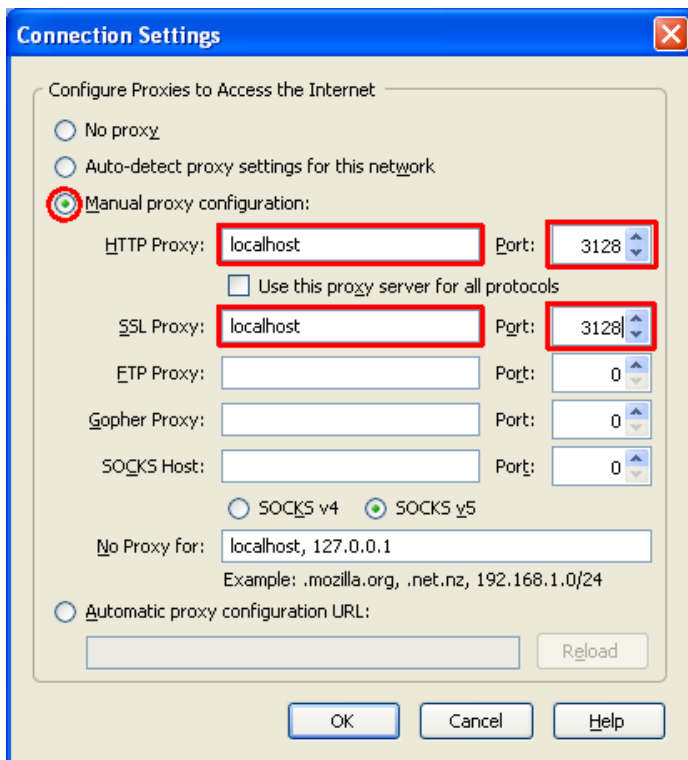 Connection Settings
Configure Proxies to Access the Internet
No proxy
Auto-detect proxy settings for this network
Manual proxy configuration:
HTTP Proxy: localhost Port: 3128
Use this proxy server for all protocols
SSL Proxy: localhost Port: 3128
FTP Proxy: Port: 0
Gopher Proxy: Port: 0
SOCKS Host: Port: 0
SOCKS v4 SOCKS v5
No Proxy for: localhost, 127.0.0.1
Example: .mozilla.org, .net.nz, 192.168.1.0/24
Automatic proxy configuration URL:
Reload
OK Cancel Help